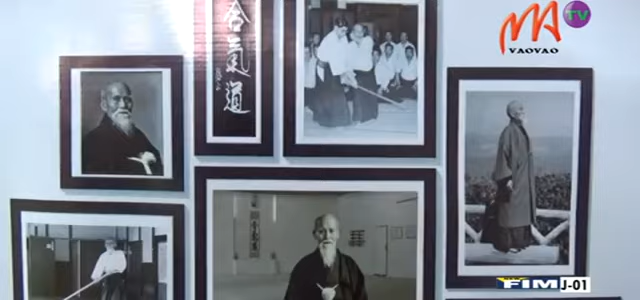 合
氣
道
MA TV
VAOVAO
FIM J-01